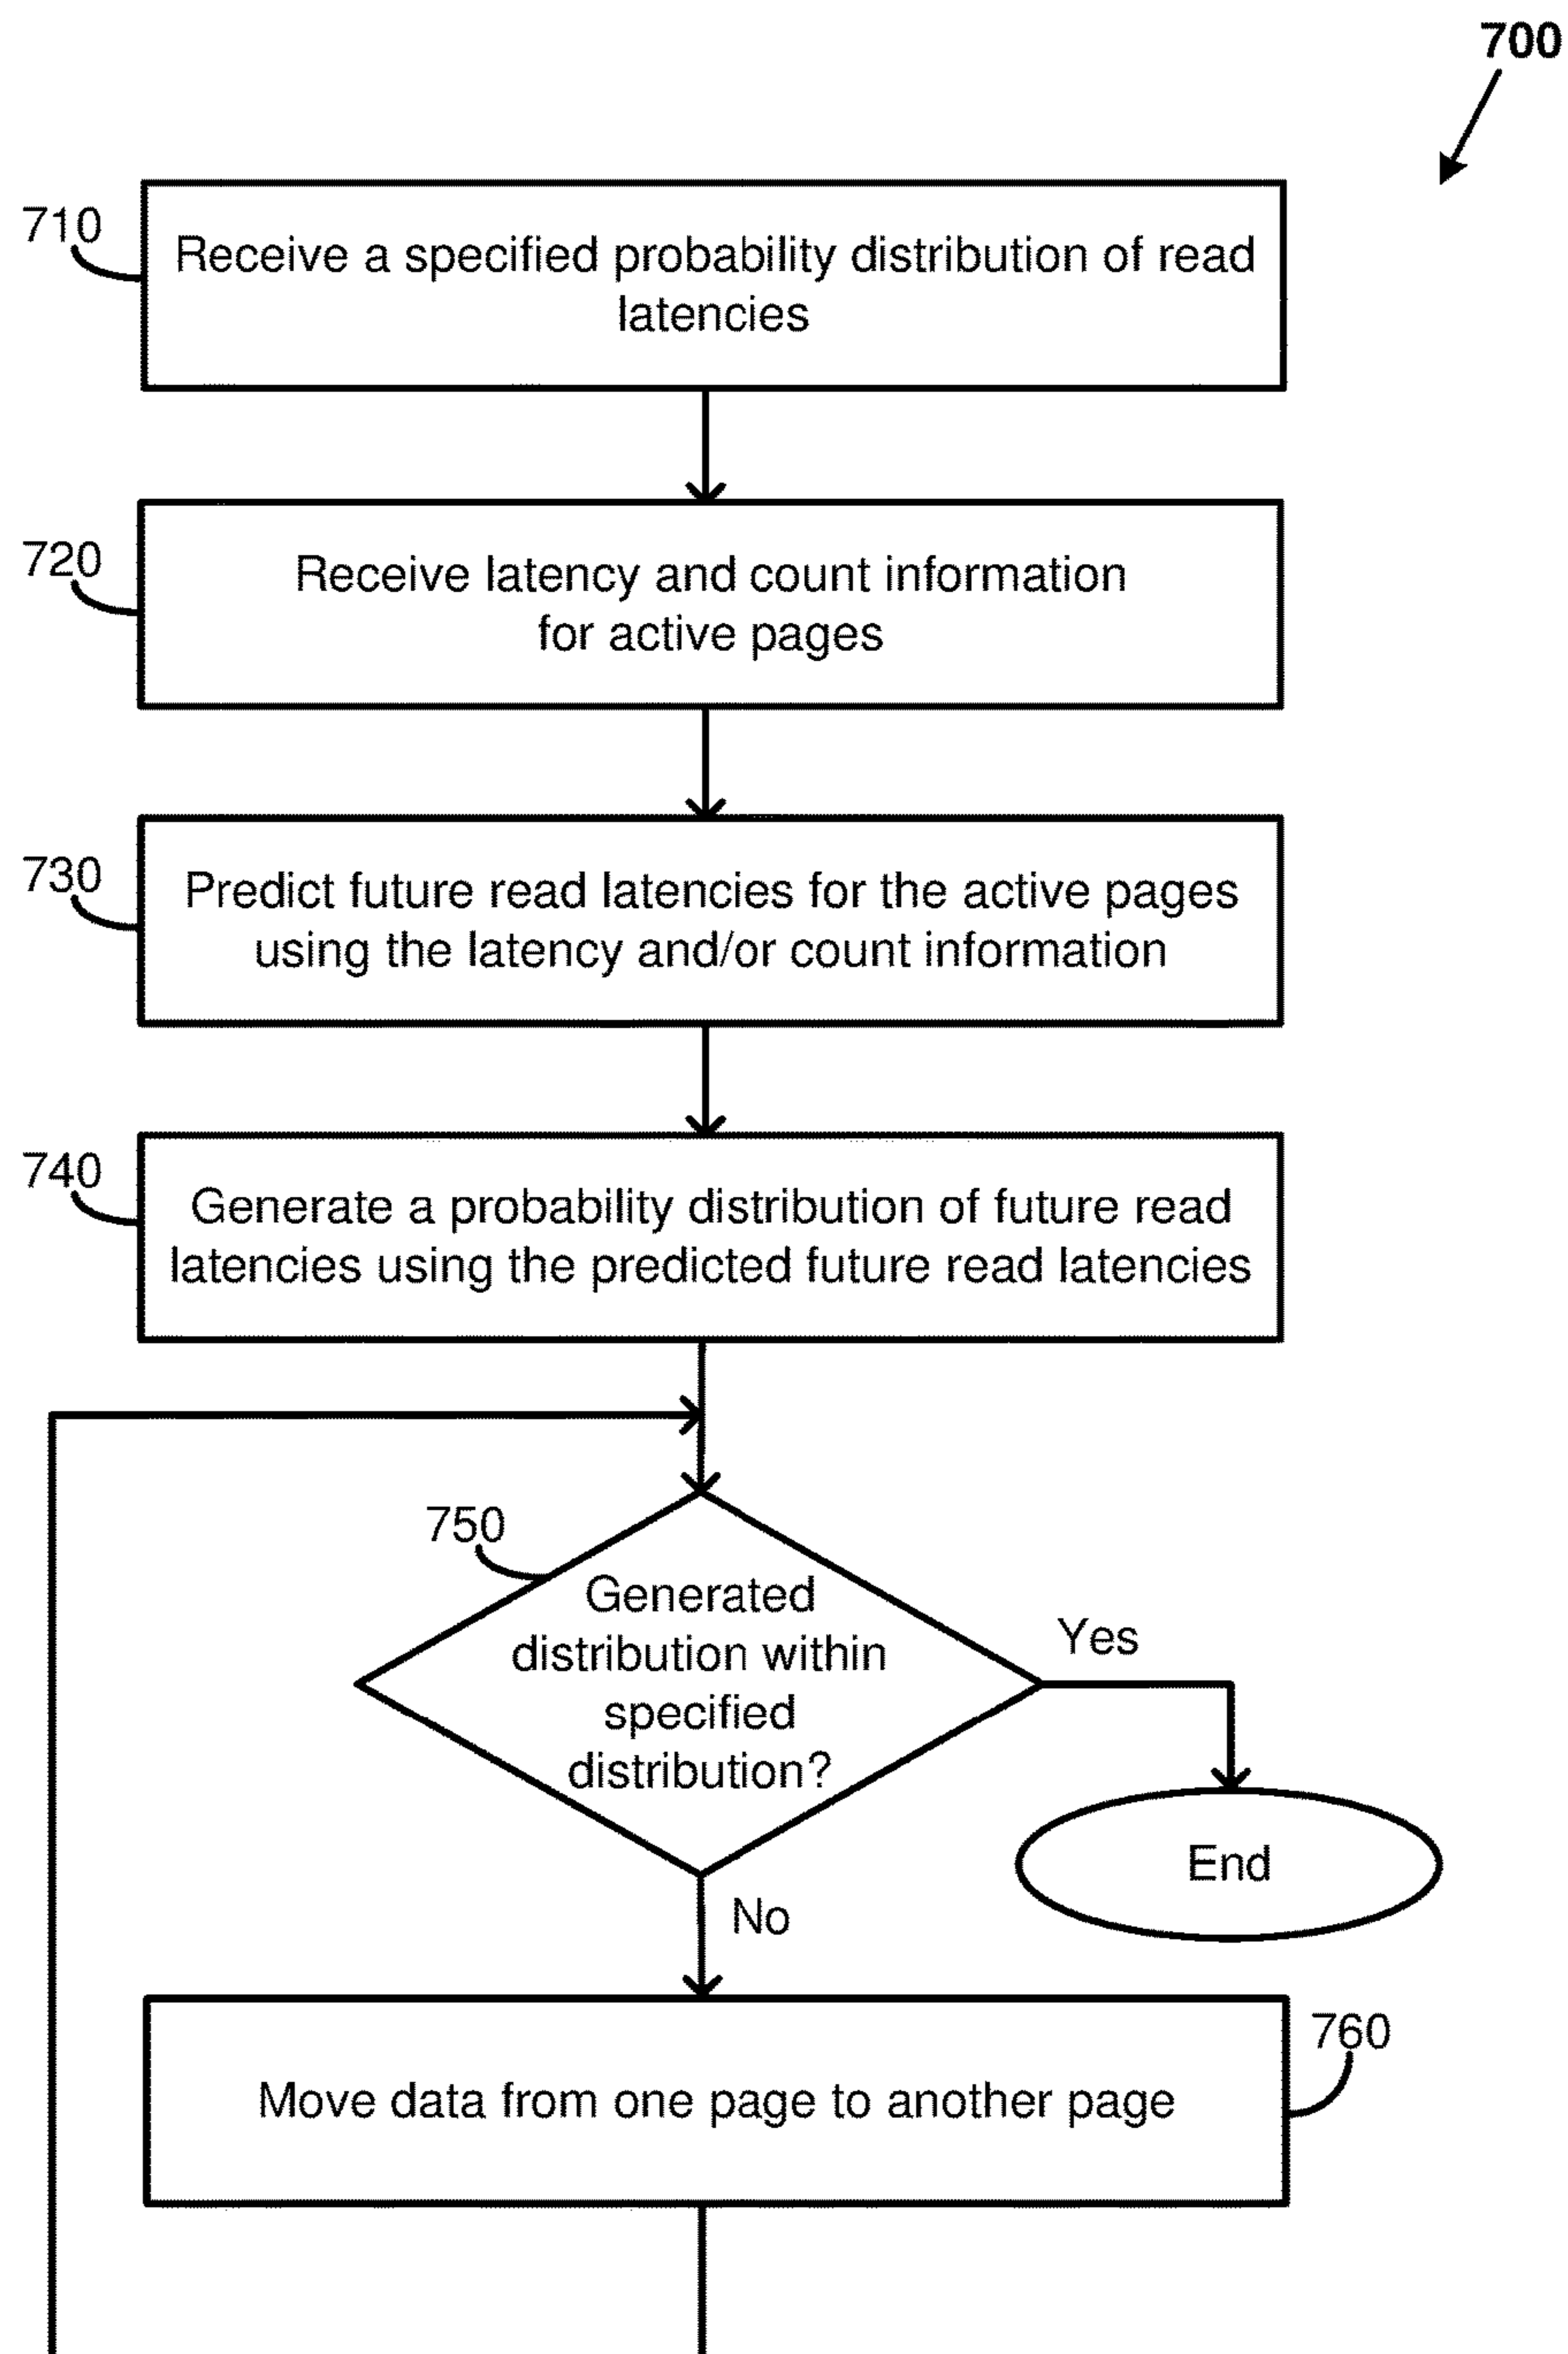 700
710
Receive a specified probability distribution of read
latencies
720
Receive latency and count information
for active pages
730
Predict future read latencies for the active pages
using the latency and/or count information
740
Generate a probability distribution of future read
latencies using the predicted future read latencies
750
Generated
distribution within
specified
distribution?
Yes
End
No
760
Move data from one page to another page